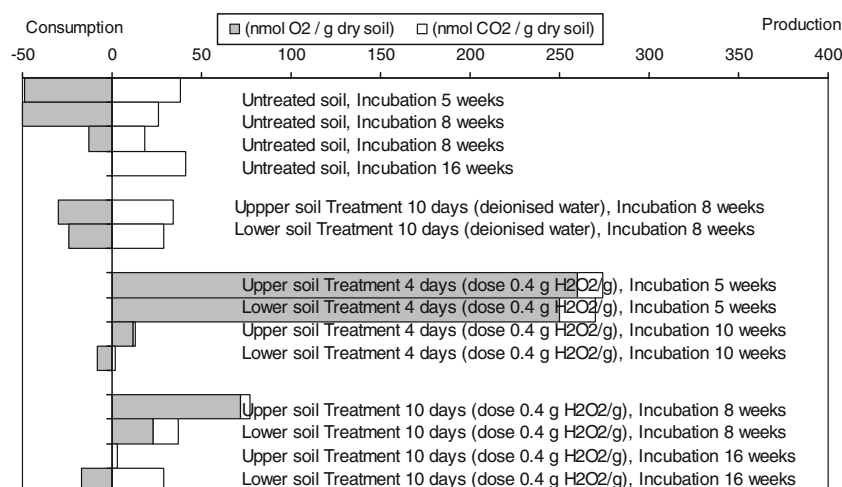 Consumption
(nmol O2 / g dry soil) (nmol CO2 / g dry soil)
Production
-50 0 50 100 150 200 250 300 350 400
Untreated soil, Incubation 5 weeks
Untreated soil, Incubation 8 weeks
Untreated soil, Incubation 8 weeks
Untreated soil, Incubation 16 weeks
Uppper soil Treatment 10 days (deionised water), Incubation 8 weeks
Lower soil Treatment 10 days (deionised water), Incubation 8 weeks
Upper soil Treatment 4 days (dose 0.4 g H2O2/g), Incubation 5 weeks
Lower soil Treatment 4 days (dose 0.4 g H2O2/g), Incubation 5 weeks
Upper soil Treatment 4 days (dose 0.4 g H2O2/g), Incubation 10 weeks
Lower soil Treatment 4 days (dose 0.4 g H2O2/g), Incubation 10 weeks
Upper soil Treatment 10 days (dose 0.4 g H2O2/g), Incubation 8 weeks
Lower soil Treatment 10 days (dose 0.4 g H2O2/g), Incubation 8 weeks
Upper soil Treatment 10 days (dose 0.4 g H2O2/g), Incubation 16 weeks
Lower soil Treatment 10 days (dose 0.4 g H2O2/g), Incubation 16 weeks